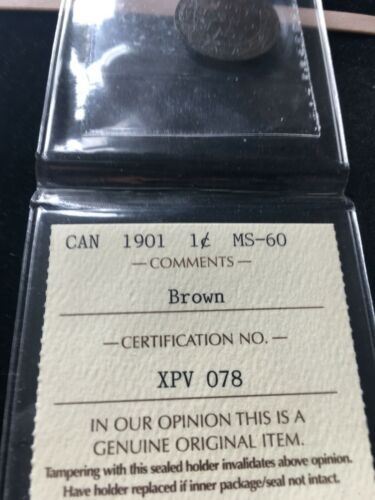 CAN 1901 1¢ MS-60
—COMMENTS—
Brown
—CERTIFICATION NO.—
XPV 078
IN OUR OPINION THIS IS A
GENUINE ORIGINAL ITEM.
Tampering with this sealed holder invalidates above opinion.
Have holder replaced if inner package/seal not intact.